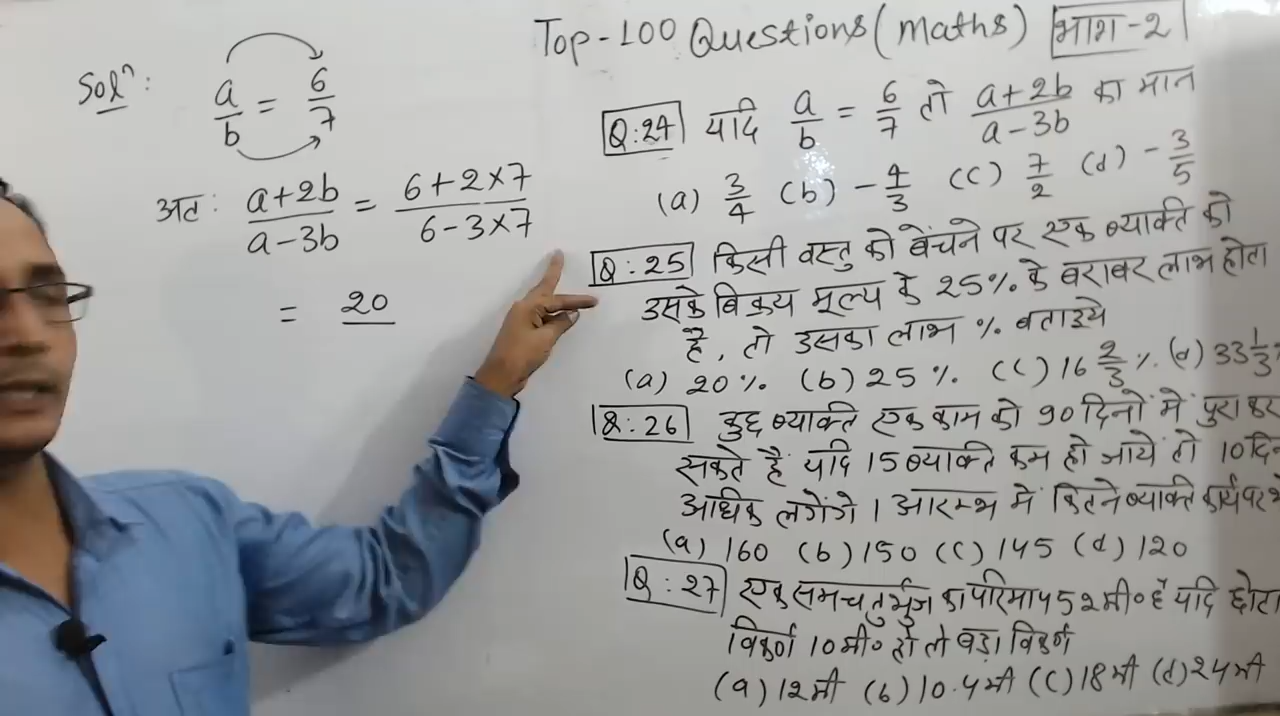 Top-100 Questions (Maths) भाग-2
Solⁿ: a/b = 6/7
अतः (a+2b)/(a-3b) = (6+2×7)/(6-3×7)
= 20
Q:24 यदि a/b = 6/7 तो (a+2b)/(a-3b) का मान
(a) 3/4 (b) -4/3 (c) 7/2 (d) -3/5
Q:25 किसी वस्तु को बेंचने पर एक व्यक्ति को
उसके विक्रय मूल्य के 25% के बराबर लाभ होता
है, तो उसका लाभ % बताइये
(a) 20% (b) 25% (c) 16 2/3 % (d) 33 1/3
Q:26 कुछ व्यक्ति एक काम को 90 दिनों में पुरा कर
सकते हैं यदि 15 व्यक्ति कम हो जाये तो 10 दिन
अधिक लगेंगे। आरम्भ में कितने व्यक्ति कार्य पर थे
(a) 160 (b) 150 (c) 145 (d) 120
Q:27 एक समचतुर्भुज का परिमाप 52 मी० है यदि छोटा
विकर्ण 10 मी० हो तो बड़ा विकर्ण
(a) 12 मी (b) 10.4 मी (c) 18 मी (d) 24 मी